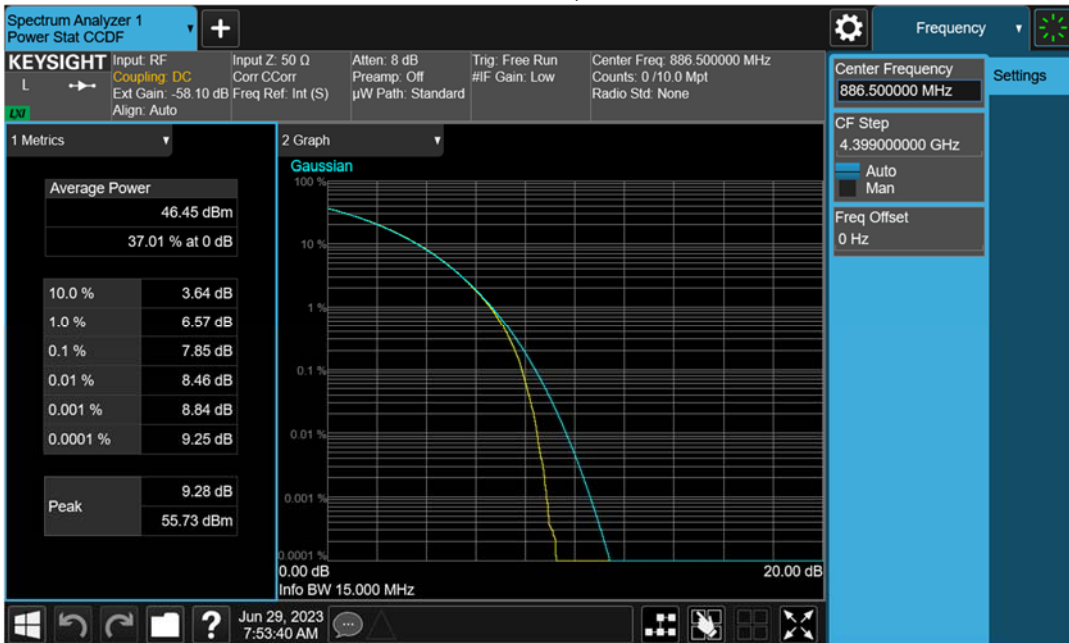 Spectrum Analyzer 1
Power Stat CCDF
Frequency
KEYSIGHT
L
LXI
Input: RF
Coupling: DC
Ext Gain: -58.10 dB
Align: Auto
Input Z: 50 Ω
Corr CCorr
Freq Ref: Int (S)
Atten: 8 dB
Preamp: Off
µW Path: Standard
Trig: Free Run
#IF Gain: Low
Center Freq: 886.500000 MHz
Counts: 0 /10.0 Mpt
Radio Std: None
Center Frequency
886.500000 MHz
Settings
CF Step
4.399000000 GHz
Auto
Man
Freq Offset
0 Hz
1 Metrics
Average Power
46.45 dBm
37.01 % at 0 dB
10.0 % 3.64 dB
1.0 % 6.57 dB
0.1 % 7.85 dB
0.01 % 8.46 dB
0.001 % 8.84 dB
0.0001 % 9.25 dB
Peak
9.28 dB
55.73 dBm
2 Graph
Gaussian
100 %
10 %
1 %
0.1 %
0.01 %
0.001 %
0.0001 %
0.00 dB 20.00 dB
Info BW 15.000 MHz
?
Jun 29, 2023
7:53:40 AM